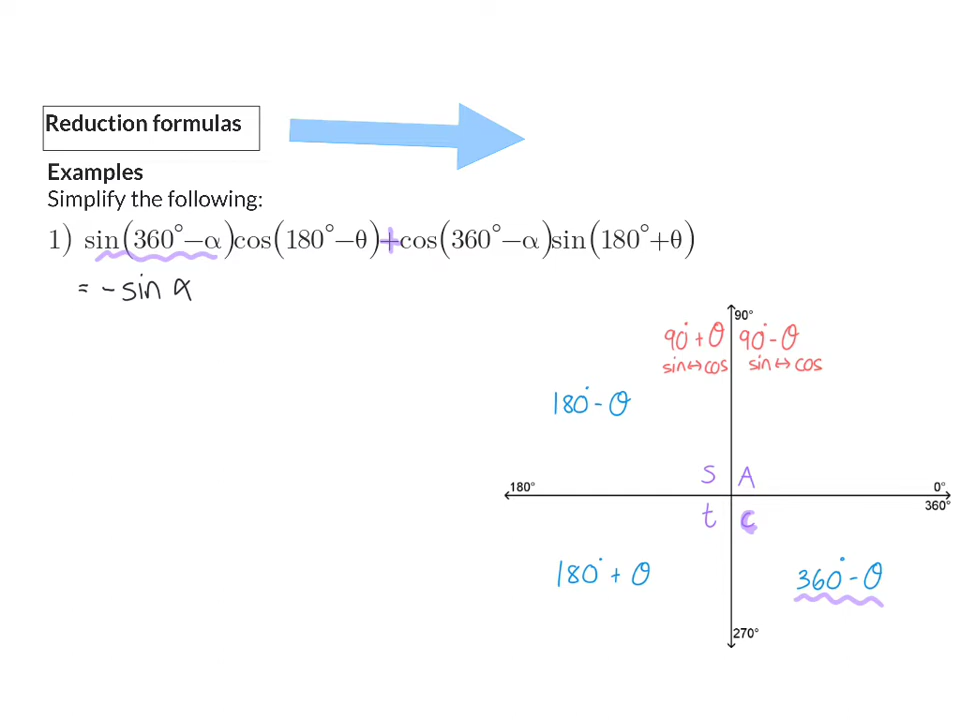 Reduction formulas
Examples
Simplify the following:
1) sin(360°−α)cos(180°−θ)+cos(360°−α)sin(180°+θ)
= - sin α
90°
90° + θ 90° - θ
sin↔cos sin↔cos
180° - θ
S A
180° 0°
360°
t C
180° + θ 360° - θ
270°